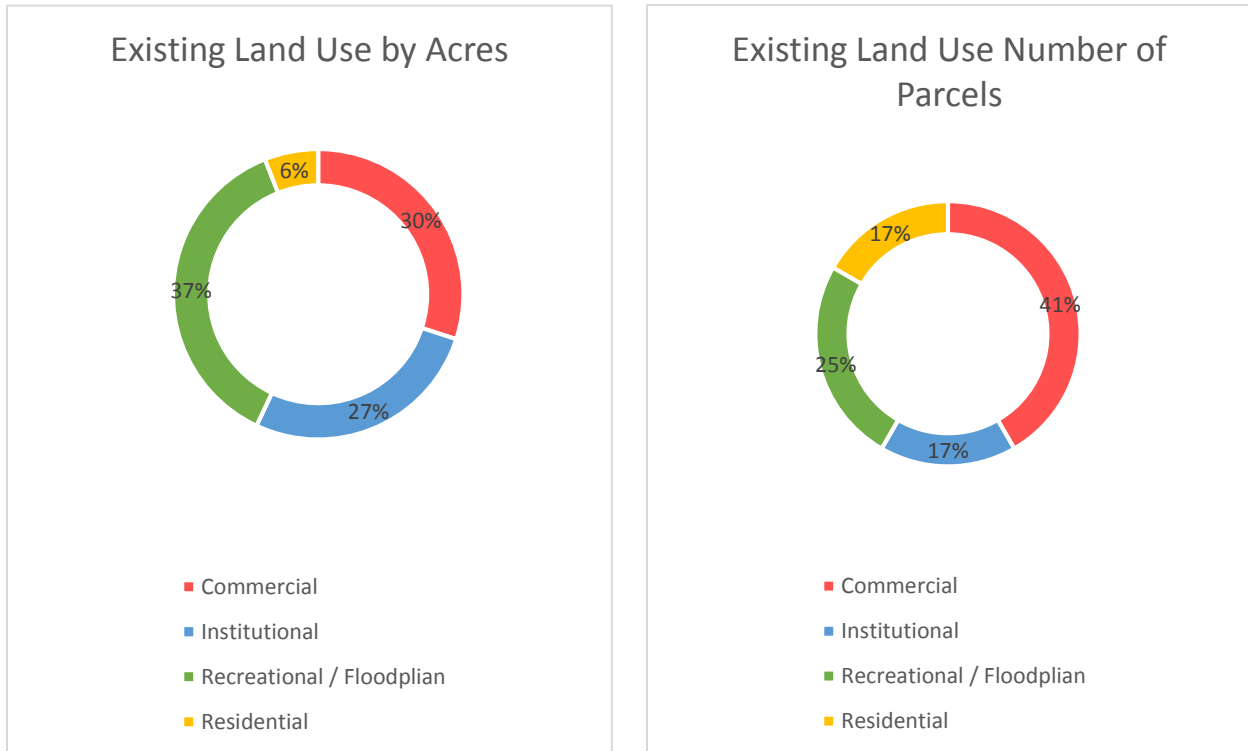 Existing Land Use by Acres
6%
30%
37%
27%
Commercial
Institutional
Recreational / Floodplian
Residential
Existing Land Use Number of
Parcels
17%
41%
25%
17%
Commercial
Institutional
Recreational / Floodplian
Residential